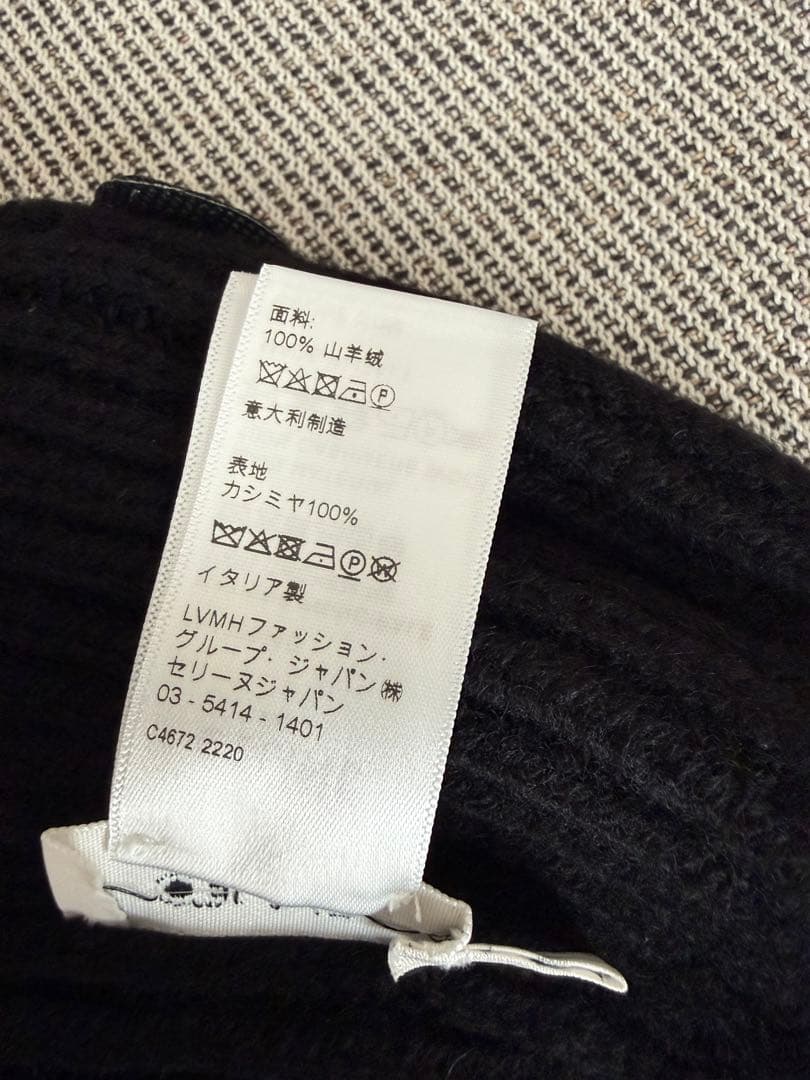 面料:
100% 山羊绒
P
意大利制造
表地
カシミヤ100%
P W
イタリア製
LVMHファッション・
グループ・ジャパン㈱
セリーヌジャパン
03 - 5414 - 1401
C4672 2220